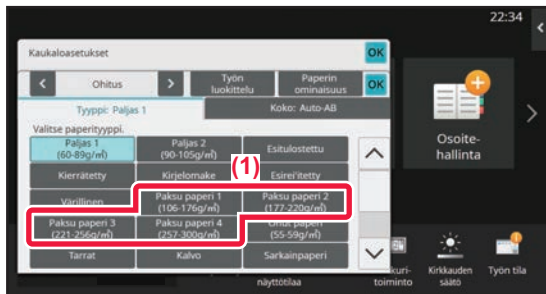 22:34
Kaukaloasetukset
OK
Ohitus
Työn
luokittelu
Paperin
ominaisuus
OK
Tyyppi: Paljas 1
Koko: Auto-AB
Valitse paperityyppi.
Paljas 1
(60-89g/㎡)
Paljas 2
(90-105g/㎡)
Esitulostettu
Kierrätetty
Kirjelomake
(1)
Esirei'itetty
Värillinen
Paksu paperi 1
(106-176g/㎡)
Paksu paperi 2
(177-220g/㎡)
Paksu paperi 3
(221-256g/㎡)
Paksu paperi 4
(257-300g/㎡)
Ohut paperi
(55-59g/㎡)
Tarrat
Kalvo
Sarkainpaperi
Osoite-
hallinta
näyttötilaa
kuri-
toiminto
Kirkkauden
säätö
Työn tila